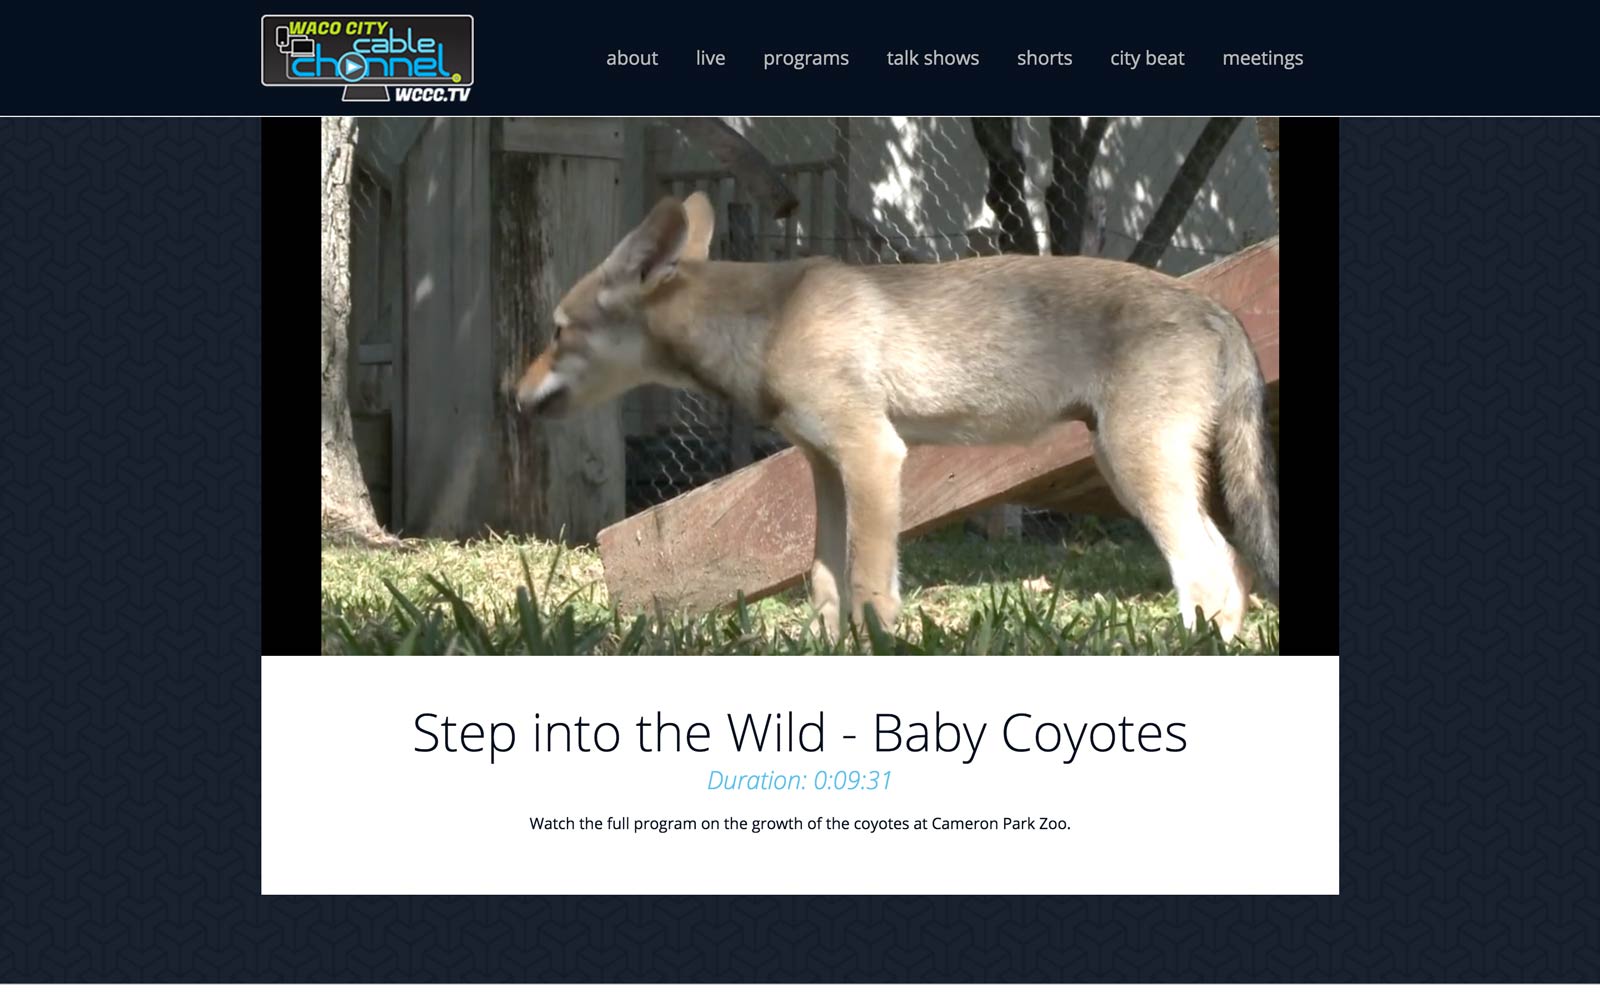 WACO CITY
cable
channel.
WCCC.TV
about live programs talk shows shorts city beat meetings
Step into the Wild - Baby Coyotes
Duration: 0:09:31
Watch the full program on the growth of the coyotes at Cameron Park Zoo.